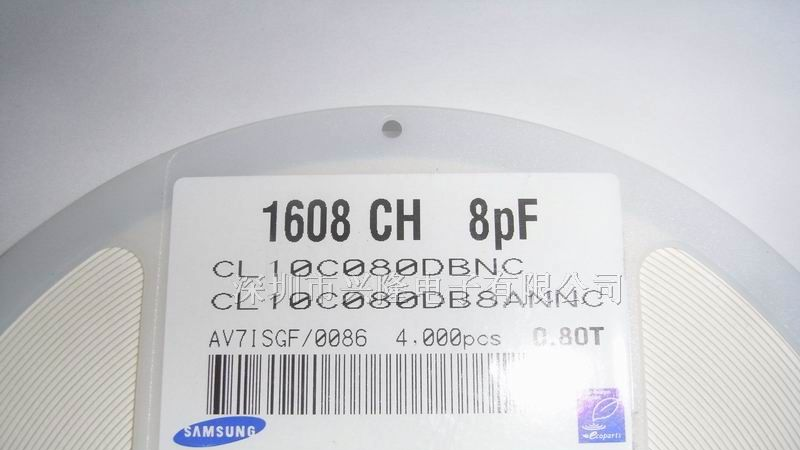 1608 CH 8pF
CL10C080DBNC
深圳市兴隆电子有限公司
CL10C080DB8ANNC
AV7ISGF/0086 4,000pcs 0.80T
SAMSUNG
ecoparts